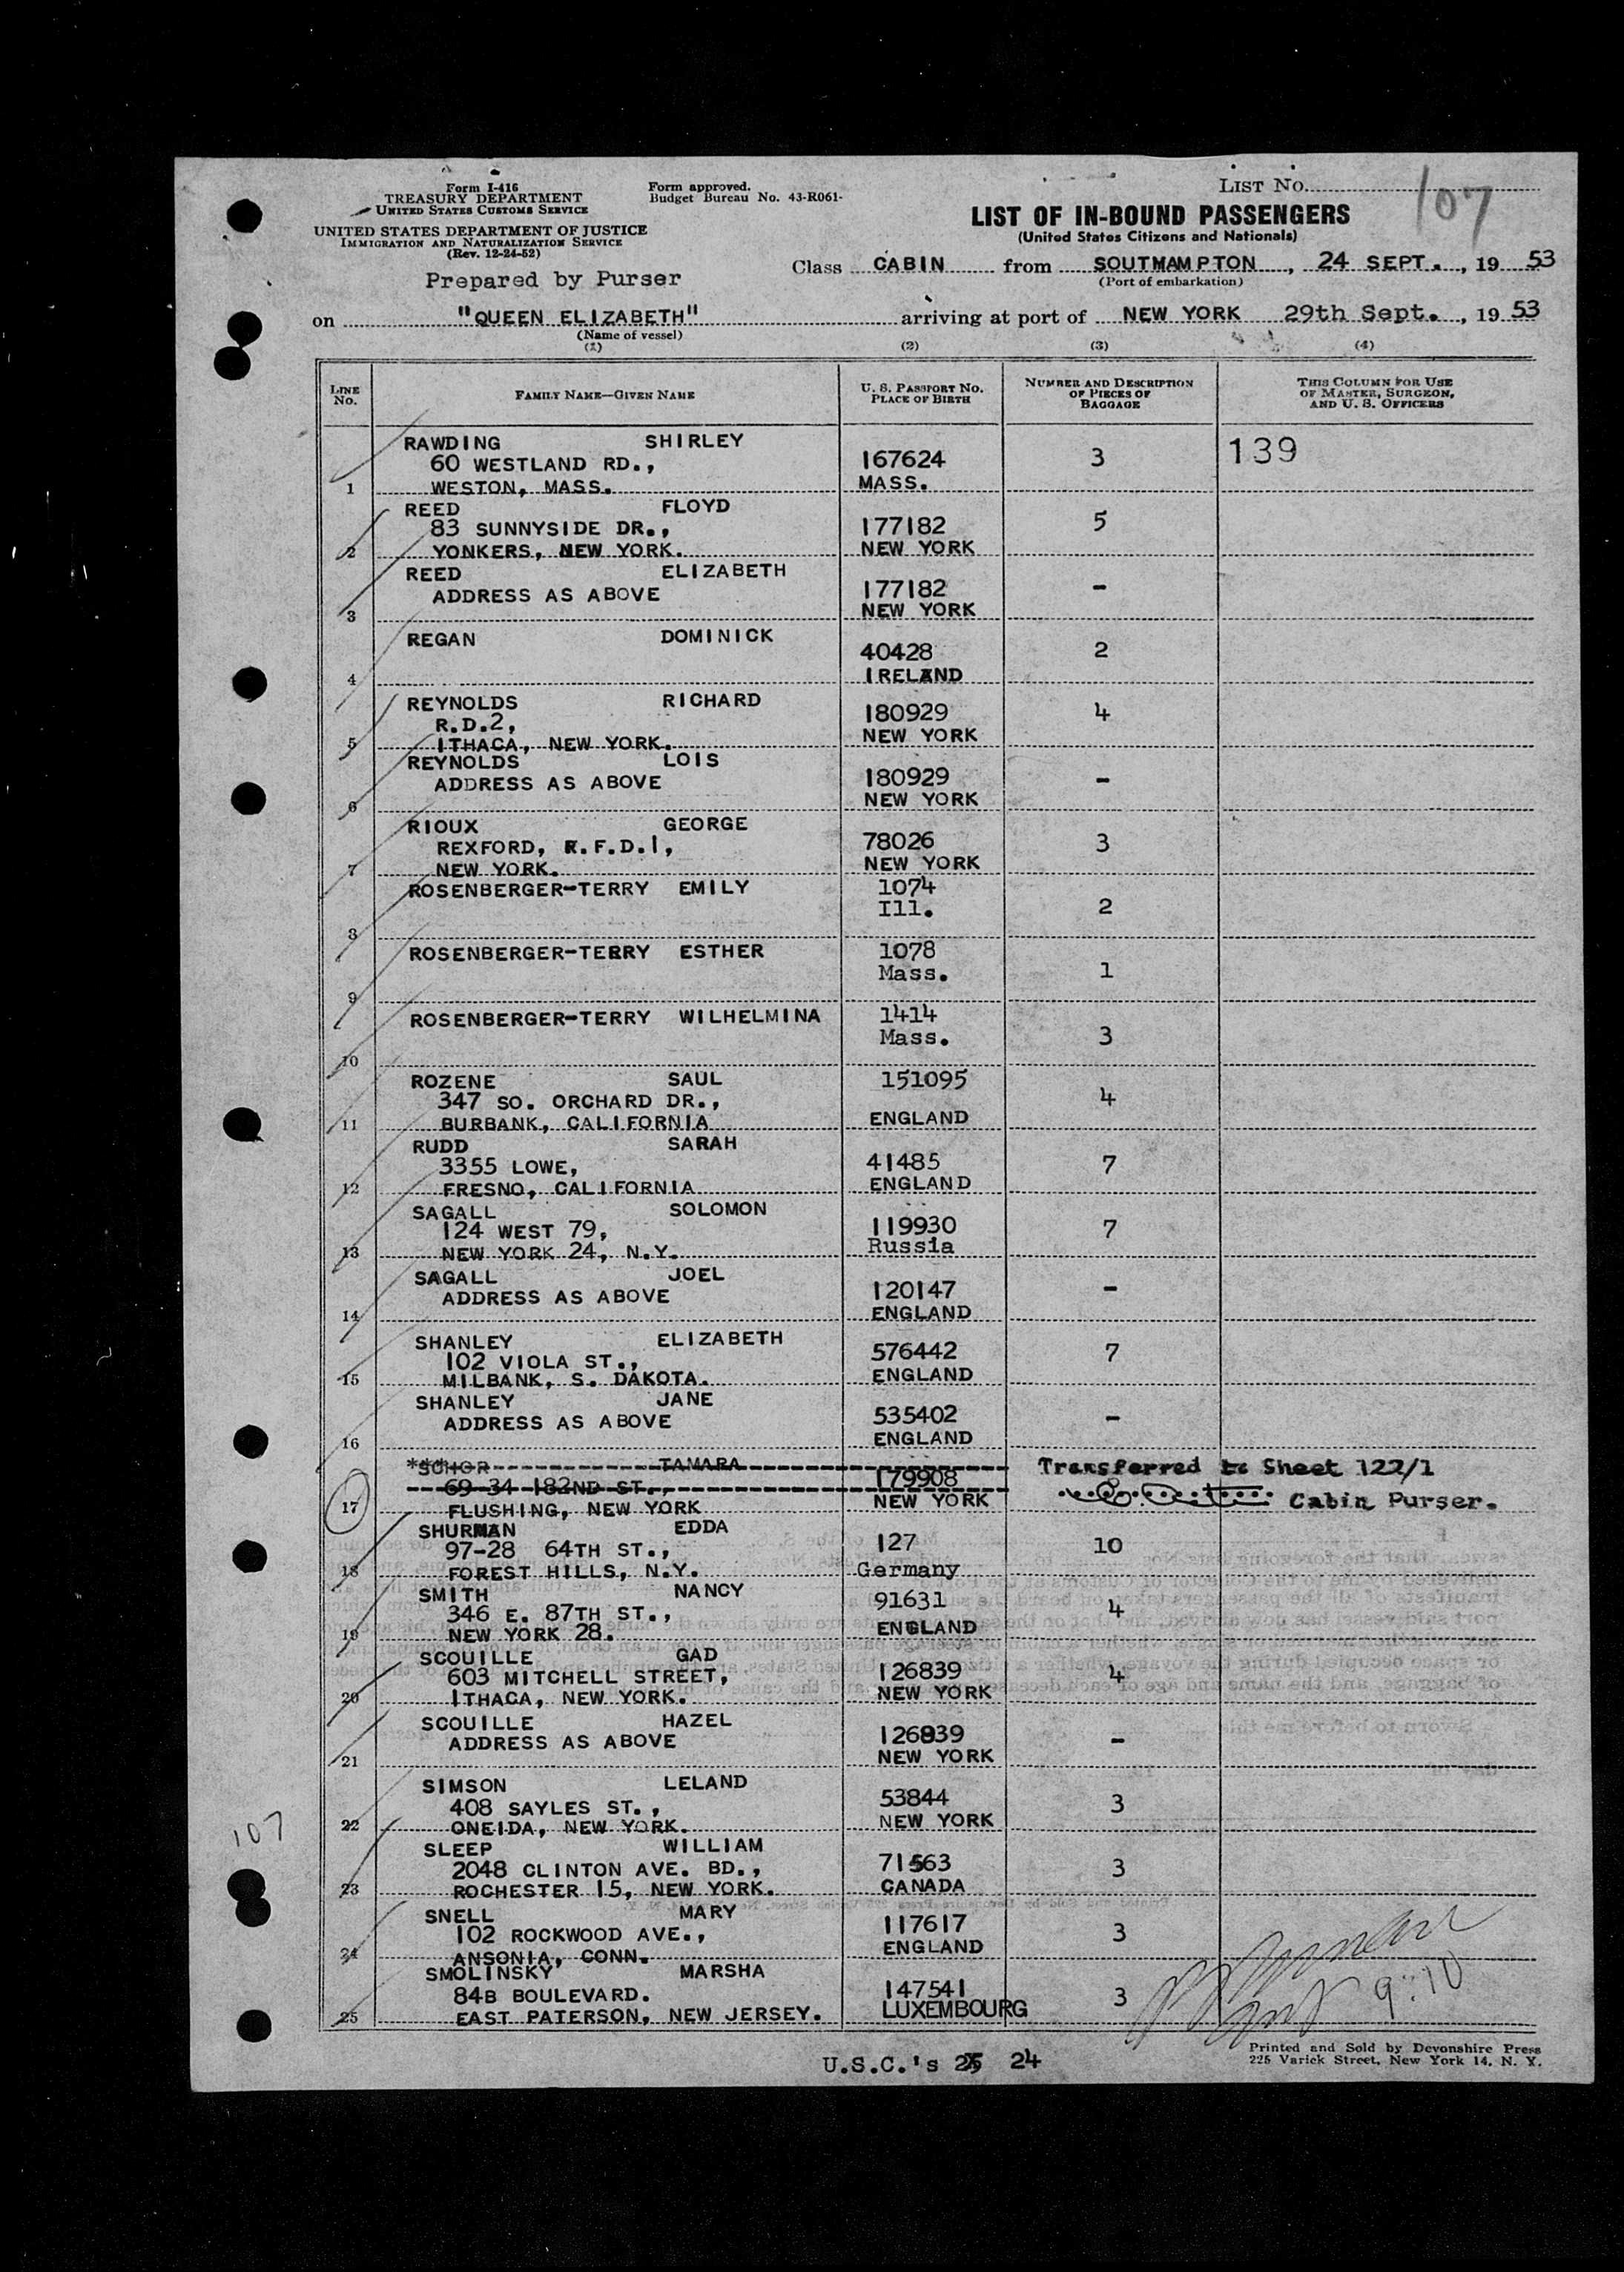 Form I-416
TREASURY DEPARTMENT
UNITED STATES CUSTOMS SERVICE
UNITED STATES DEPARTMENT OF JUSTICE
IMMIGRATION AND NATURALIZATION SERVICE
(Rev. 12-24-52)
Form approved.
Budget Bureau No. 43-R061-
Prepared by Purser
LIST NO.
107
LIST OF IN-BOUND PASSENGERS
(United States Citizens and Nationals)
Class CABIN from SOUTHAMPTON, 24 SEPT., 1953
(Port of embarkation)
on "QUEEN ELIZABETH" arriving at port of NEW YORK 29th Sept., 1953
(Name of vessel)
(1) (2) (3) (4)
LINE NO.
FAMILY NAME—GIVEN NAME
U. S. PASSPORT NO.
PLACE OF BIRTH
NUMBER AND DESCRIPTION
OF PIECES OF
BAGGAGE
THIS COLUMN FOR USE
OF MASTER, SURGEON,
AND U. S. OFFICERS
RAWDING SHIRLEY
60 WESTLAND RD., 167624 3 139
1 WESTON, MASS. MASS.
REED FLOYD
83 SUNNYSIDE DR., 177182 5
2 YONKERS, NEW YORK. NEW YORK
REED ELIZABETH
ADDRESS AS ABOVE 177182 -
3 NEW YORK
REGAN DOMINICK
40428 2
4 IRELAND
REYNOLDS RICHARD
R.D.2, 180929 4
5 ITHACA, NEW YORK. NEW YORK
REYNOLDS LOIS
ADDRESS AS ABOVE 180929 -
6 NEW YORK
RIOUX GEORGE
REXFORD, R.F.D.1, 78026 3
7 NEW YORK. NEW YORK
ROSENBERGER-TERRY EMILY 1074
Ill. 2
8
ROSENBERGER-TERRY ESTHER 1078
Mass. 1
9
ROSENBERGER-TERRY WILHELMINA 1414
Mass. 3
10
ROZENE SAUL 151095
347 SO. ORCHARD DR., 4
11 BURBANK, CALIFORNIA ENGLAND
RUDD SARAH
3355 LOWE, 41485 7
12 FRESNO, CALIFORNIA ENGLAND
SAGALL SOLOMON
124 WEST 79, 119930 7
13 NEW YORK 24, N.Y. Russia
SAGALL JOEL
ADDRESS AS ABOVE 120147 -
14 ENGLAND
SHANLEY ELIZABETH
102 VIOLA ST., 576442 7
15 MILBANK, S. DAKOTA. ENGLAND
SHANLEY JANE
ADDRESS AS ABOVE 535402 -
16 ENGLAND
SCHOR TAMARA Transferred to Sheet 122/1
69-34 182ND ST., 179908
17 FLUSHING, NEW YORK NEW YORK Cabin Purser.
SHURMAN EDDA
97-28 64TH ST., 127 10
18 FOREST HILLS, N.Y. Germany
SMITH NANCY
346 E. 87TH ST., 91631 4
19 NEW YORK 28. ENGLAND
SCOUILLE GAD
603 MITCHELL STREET, 126839 4
20 ITHACA, NEW YORK. NEW YORK
SCOUILLE HAZEL
ADDRESS AS ABOVE 126839 -
21 NEW YORK
SIMSON LELAND
408 SAYLES ST., 53844 3
22 ONEIDA, NEW YORK. NEW YORK
SLEEP WILLIAM
2048 CLINTON AVE. BD., 71563 3
23 ROCHESTER 15, NEW YORK. CANADA
SNELL MARY
102 ROCKWOOD AVE., 117617 3
24 ANSONIA, CONN. ENGLAND
SMOLINSKY MARSHA
84B BOULEVARD. 147541 3
25 EAST PATERSON, NEW JERSEY. LUXEMBOURG
9:10
107
U.S.C.'s 25 24
Printed and Sold by Devonshire Press
225 Varick Street, New York 14, N. Y.